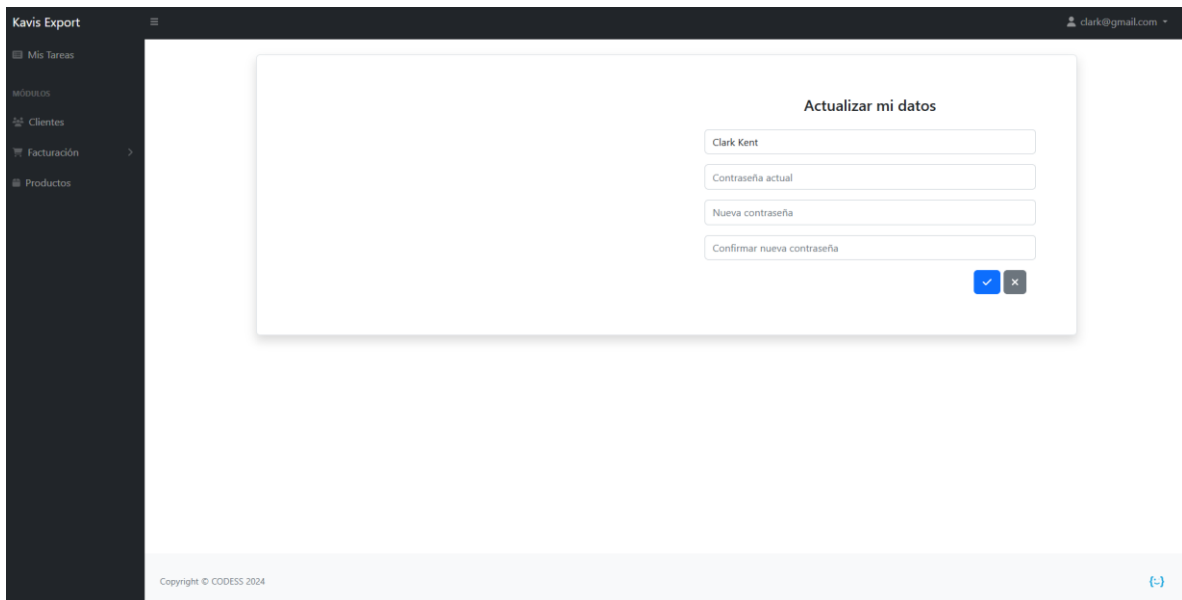 Kavis Export
clark@gmail.com
Mis Tareas
MÓDULOS
Clientes
Facturación
Productos
Actualizar mi datos
Clark Kent
Contraseña actual
Nueva contraseña
Confirmar nueva contraseña
Copyright © CODESS 2024